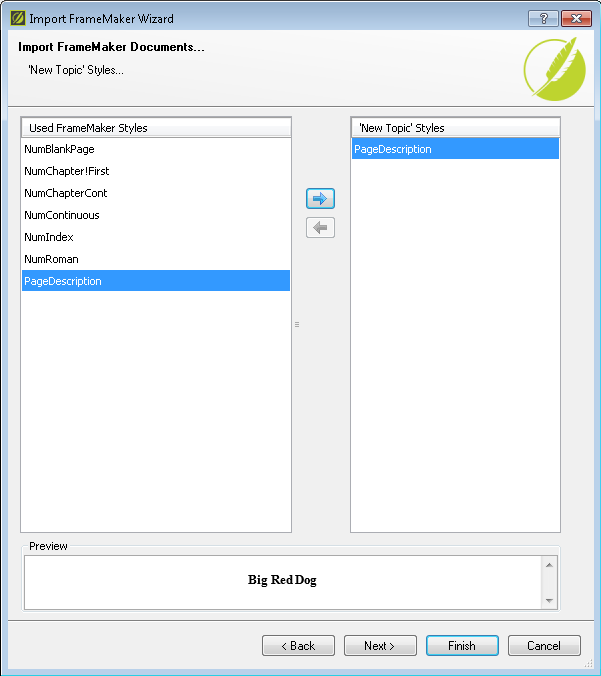 Import FrameMaker Wizard
Import FrameMaker Documents...
'New Topic' Styles...
Used FrameMaker Styles
NumBlankPage
NumChapter!First
NumChapterCont
NumContinuous
NumIndex
NumRoman
PageDescription
'New Topic' Styles
PageDescription
Preview
Big Red Dog
< Back
Next >
Finish
Cancel